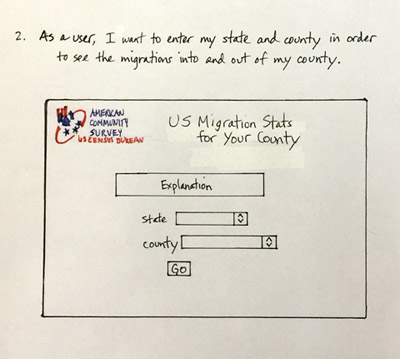 2. As a user, I want to enter my state and county in order
to see the migrations into and out of my county.
AMERICAN
COMMUNITY
SURVEY
US CENSUS BUREAU
US Migration Stats
for Your County
Explanation
state
county
Go